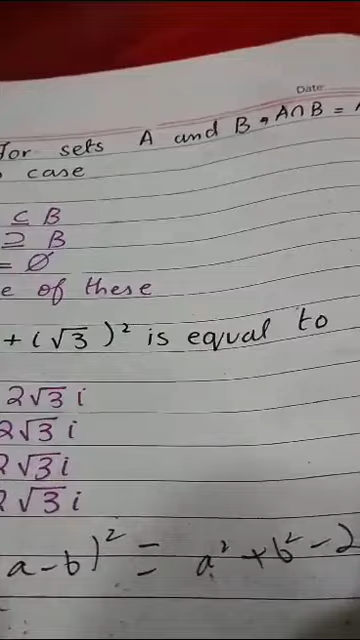 Date
For sets A and B, A∩B = A
case
⊆ B
⊇ B
= Ø
e of these
+ (√3)² is equal to
2√3 i
2√3 i
2√3 i
2√3 i
a-b)² = a² + b² - 2